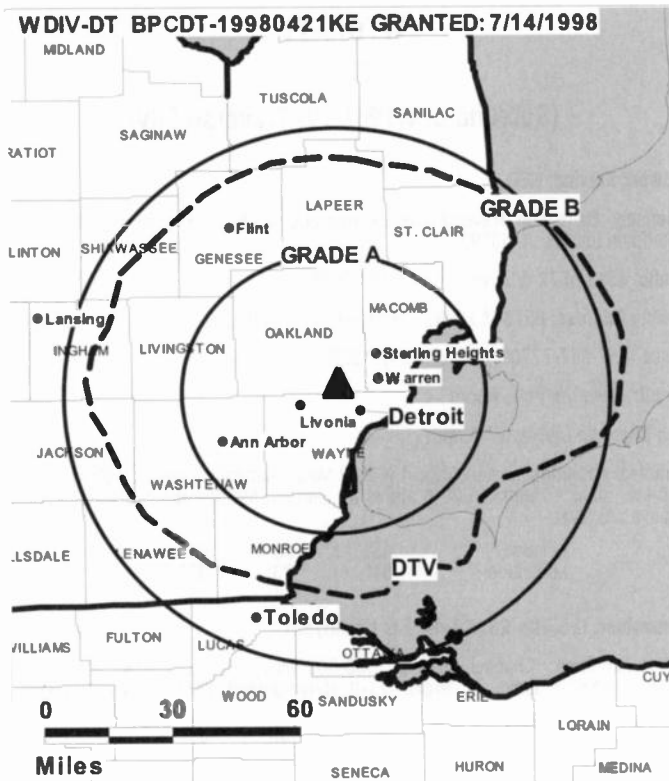 WDIV-DT BPCDT-19980421KE GRANTED: 7/14/1998
MIDLAND
TUSCOLA
SANILAC
SAGINAW
RATIOT
LAPEER
GRADE B
Flint
ST. CLAIR
CLINTON
SHIAWASSEE
GENESEE
GRADE A
MACOMB
Lansing
OAKLAND
INGHAM
LIVINGSTON
Sterling Heights
Warren
Livonia
Detroit
Ann Arbor
WAYNE
JACKSON
WASHTENAW
LLSDALE
LENAWEE
MONROE
DTV
Toledo
WILLIAMS
FULTON
LUCAS
OTTAWA
CUY
WOOD
SANDUSKY
ERIE
0 30 60
LORAIN
Miles
SENECA
HURON
MEDINA